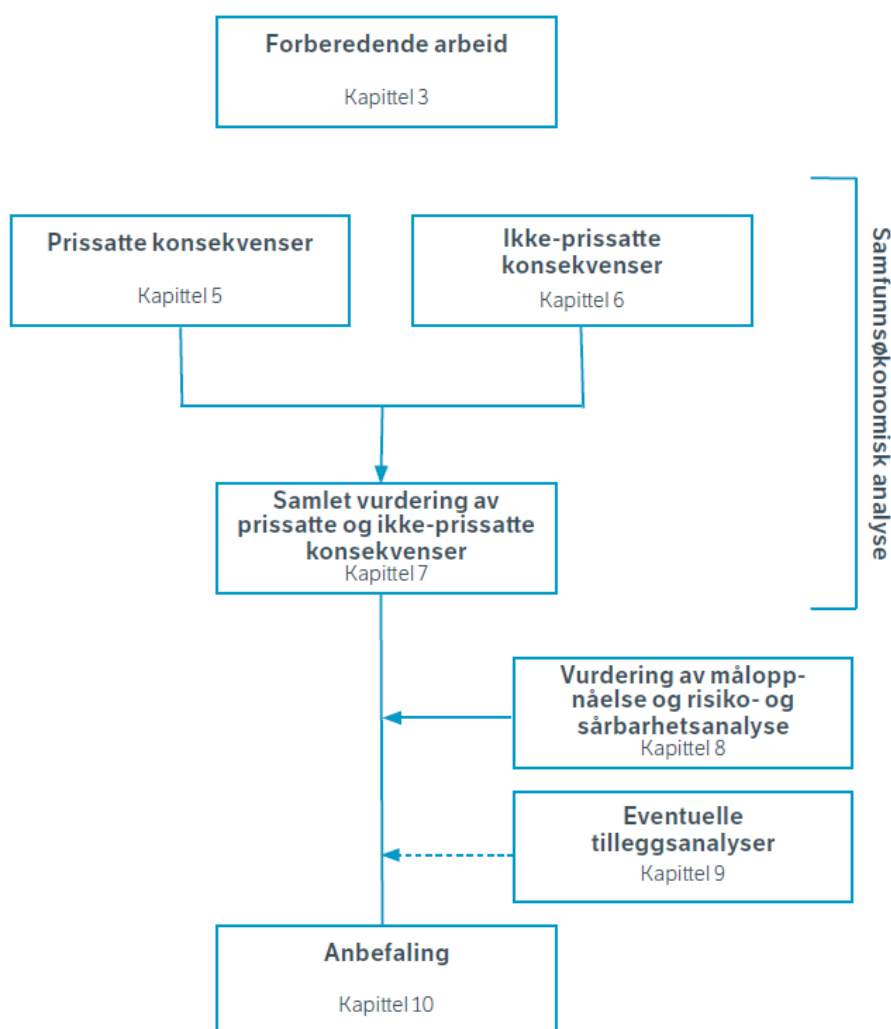 Forberedende arbeid
Kapittel 3
Prissatte konsekvenser
Kapittel 5
Ikke-prissatte
konsekvenser
Kapittel 6
Samfunnsøkonomisk analyse
Samlet vurdering av
prissatte og ikke-prissatte
konsekvenser
Kapittel 7
Vurdering av målopp-
nåelse og risiko- og
sårbarhetsanalyse
Kapittel 8
Eventuelle
tilleggsanalyser
Kapittel 9
Anbefaling
Kapittel 10